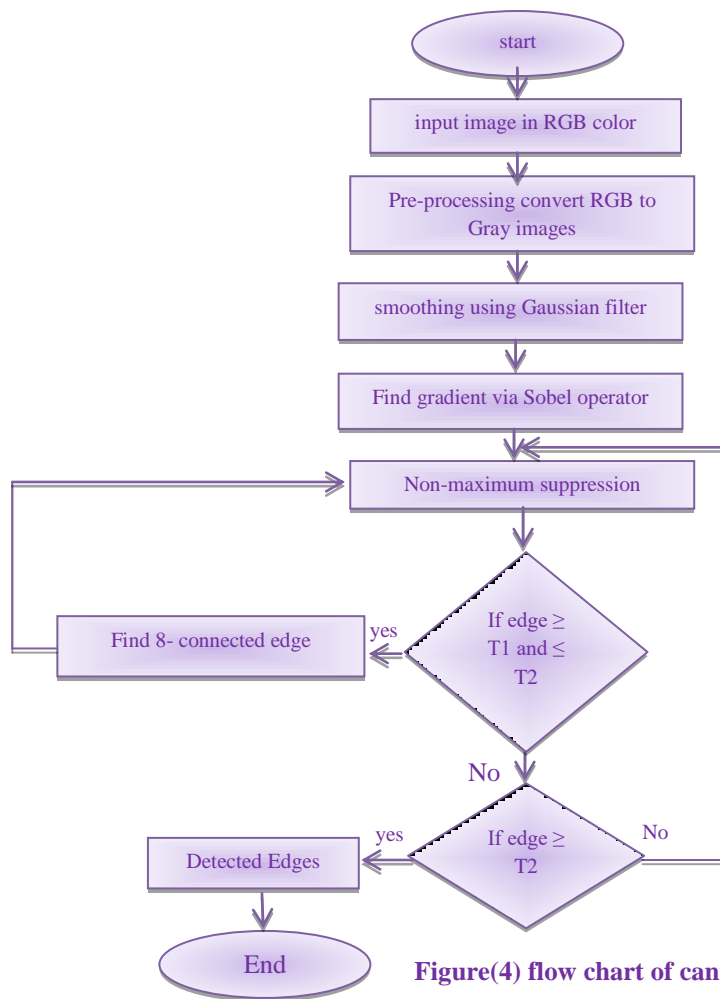 start
input image in RGB color
Pre-processing convert RGB to
Gray images
smoothing using Gaussian filter
Find gradient via Sobel operator
Non-maximum suppression
If edge ≥
T1 and ≤
T2
yes
Find 8- connected edge
No
If edge ≥
T2
yes
No
Detected Edges
End
Figure(4) flow chart of can